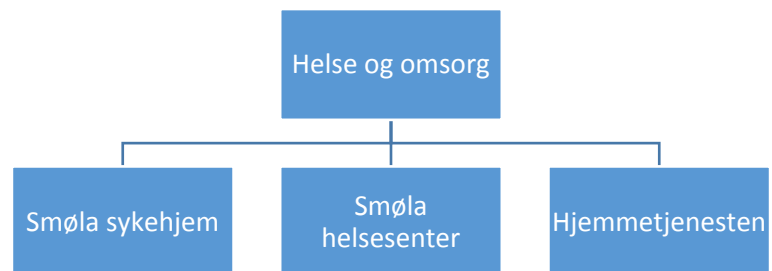 Helse og omsorg
Smøla sykehjem
Smøla
helsesenter
Hjemmetjenesten